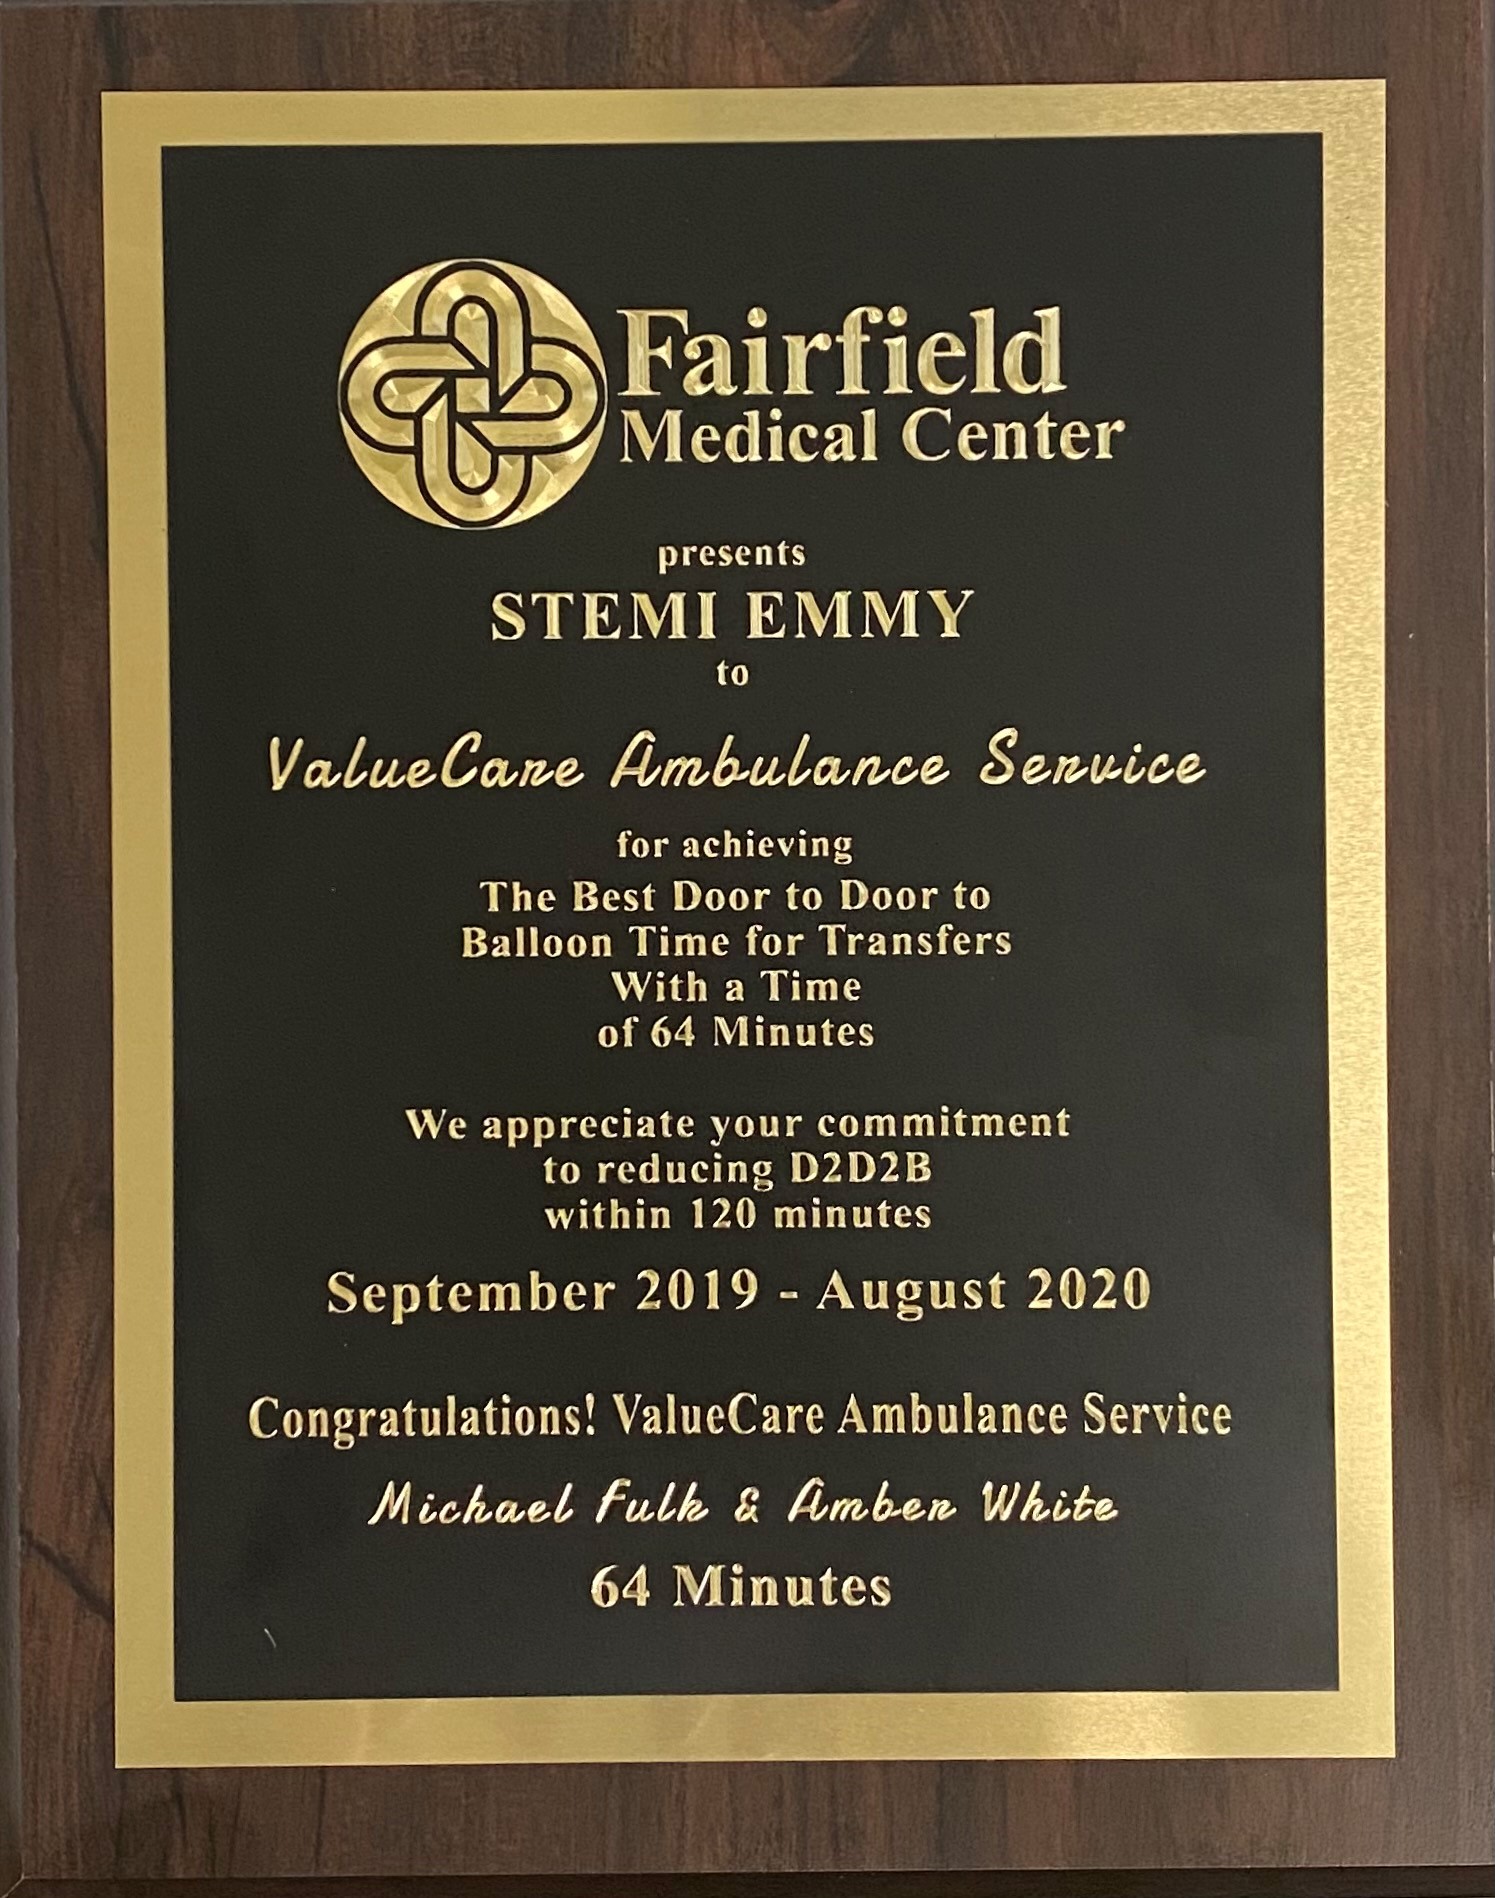 Fairfield
Medical Center
presents
STEMI EMMY
to
ValueCare Ambulance Service
for achieving
The Best Door to Door to
Balloon Time for Transfers
With a Time
of 64 Minutes
We appreciate your commitment
to reducing D2D2B
within 120 minutes
September 2019 - August 2020
Congratulations! ValueCare Ambulance Service
Michael Fulk & Amber White
64 Minutes